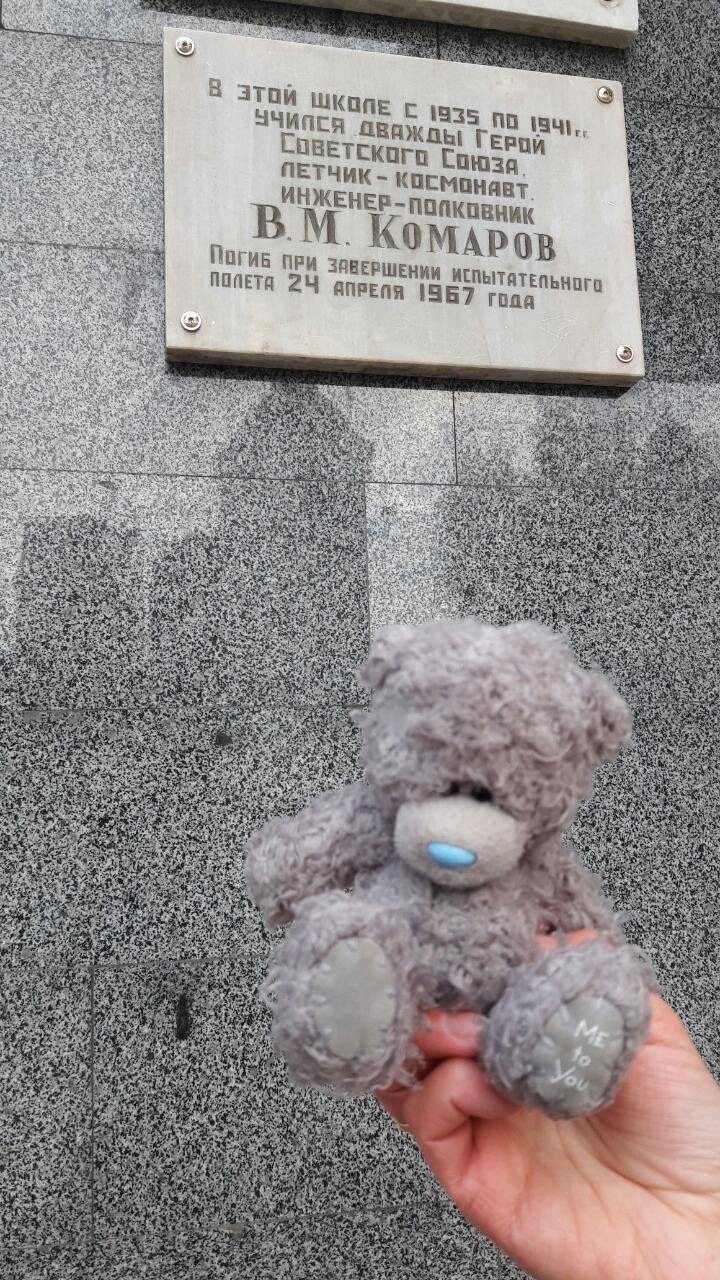 В ЭТОЙ ШКОЛЕ С 1935 ПО 1941 г.г.
УЧИЛСЯ ДВАЖДЫ ГЕРОЙ
СОВЕТСКОГО СОЮЗА,
ЛЕТЧИК-КОСМОНАВТ,
ИНЖЕНЕР-ПОЛКОВНИК
В.М. КОМАРОВ
ПОГИБ ПРИ ЗАВЕРШЕНИИ ИСПЫТАТЕЛЬНОГО
ПОЛЕТА 24 АПРЕЛЯ 1967 ГОДА
ME
to
You